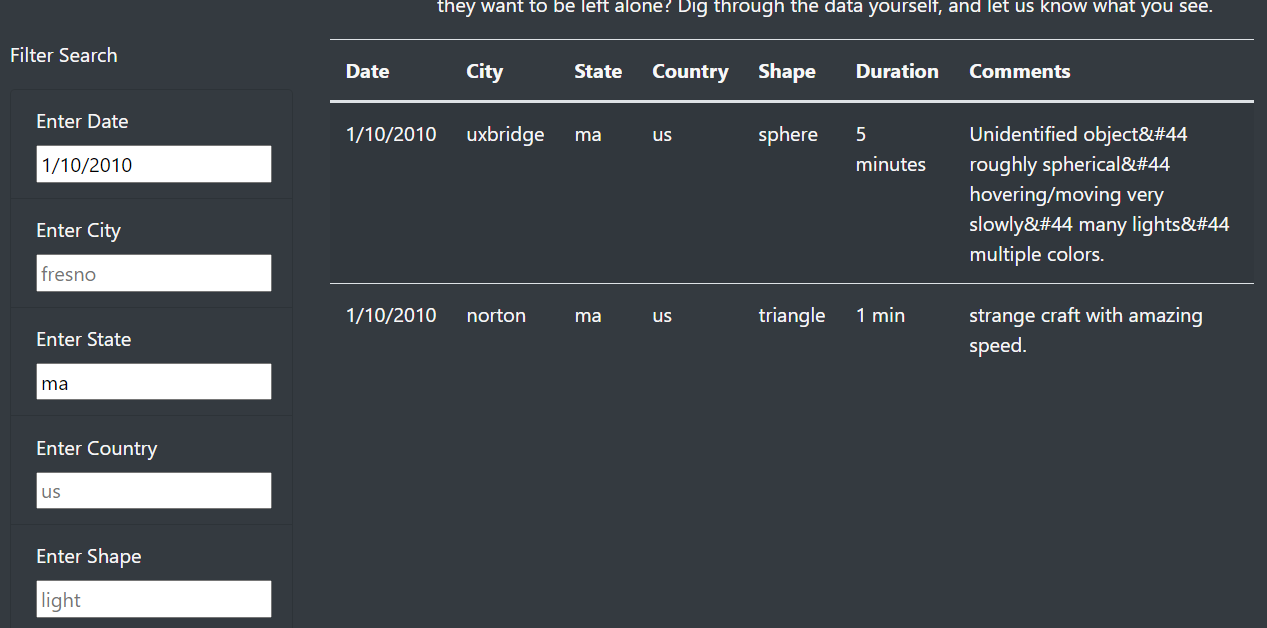 they want to be left alone? Dig through the data yourself, and let us know what you see.
Filter Search
Enter Date
1/10/2010
Enter City
fresno
Enter State
ma
Enter Country
us
Enter Shape
light
Date City State Country Shape Duration Comments
1/10/2010 uxbridge ma us sphere 5 minutes Unidentified object&#44
roughly spherical&#44
hovering/moving very
slowly&#44 many lights&#44
multiple colors.
1/10/2010 norton ma us triangle 1 min strange craft with amazing
speed.